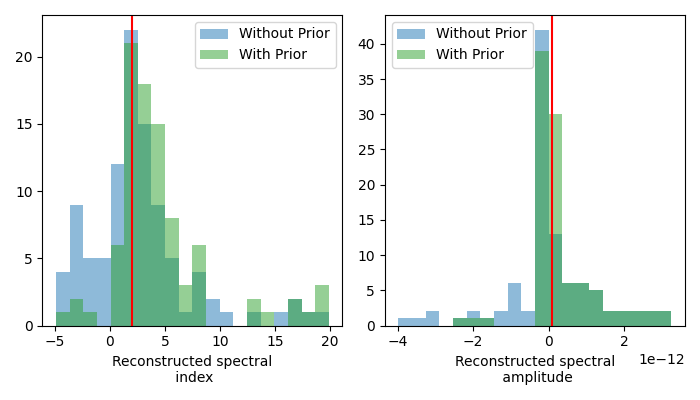 Without Prior
With Prior
0
5
10
15
20
−5
0
5
10
15
20
Reconstructed spectral
index
Without Prior
With Prior
0
5
10
15
20
25
30
35
40
−4
−2
0
2
1e−12
Reconstructed spectral
amplitude